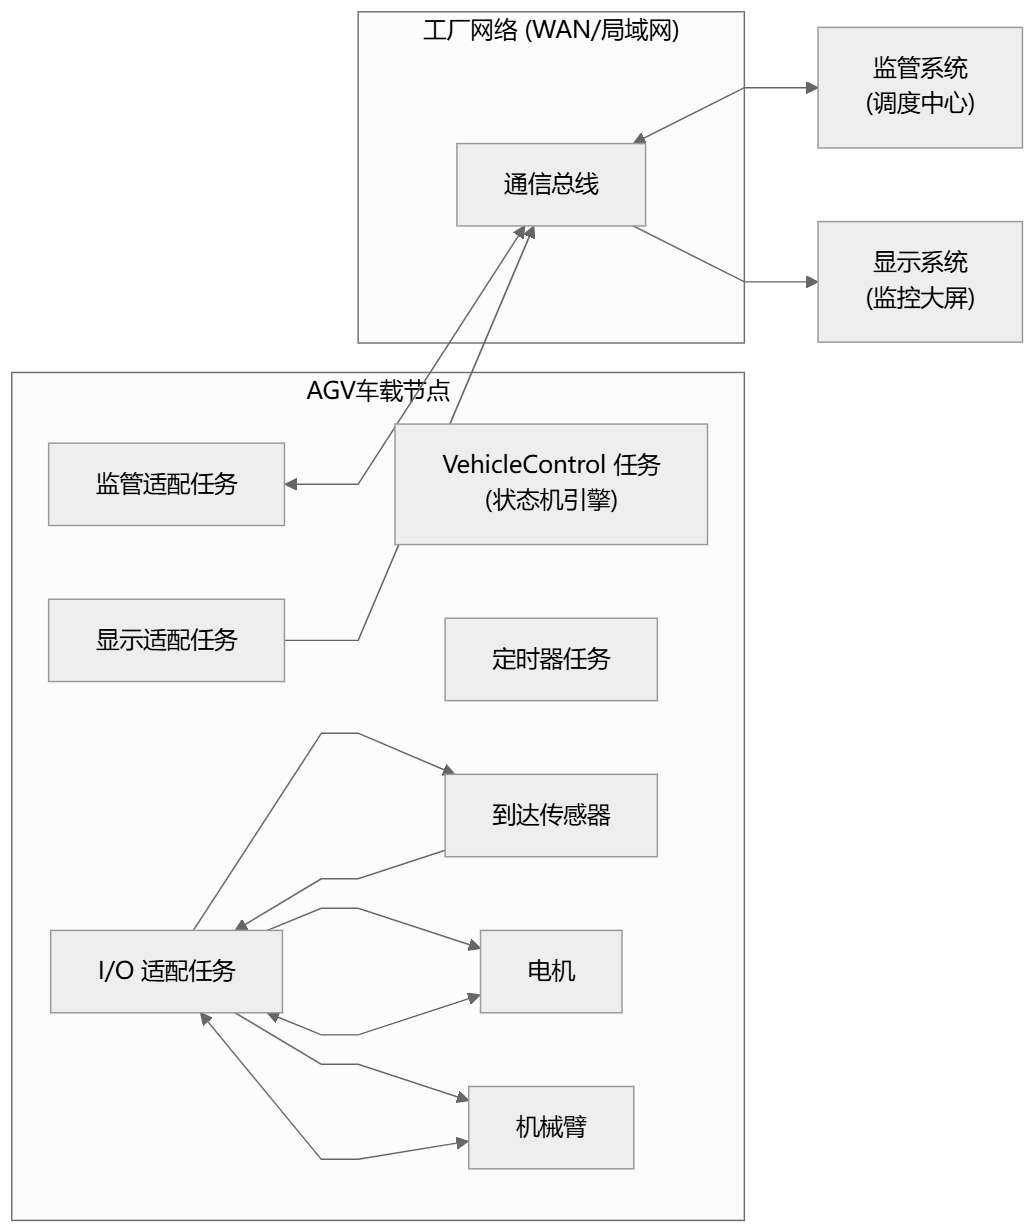 工厂网络 (WAN/局域网)
监管系统
(调度中心)
通信总线
显示系统
(监控大屏)
AGV车载节点
监管适配任务
VehicleControl 任务
(状态机引擎)
显示适配任务
定时器任务
到达传感器
I/O 适配任务
电机
机械臂